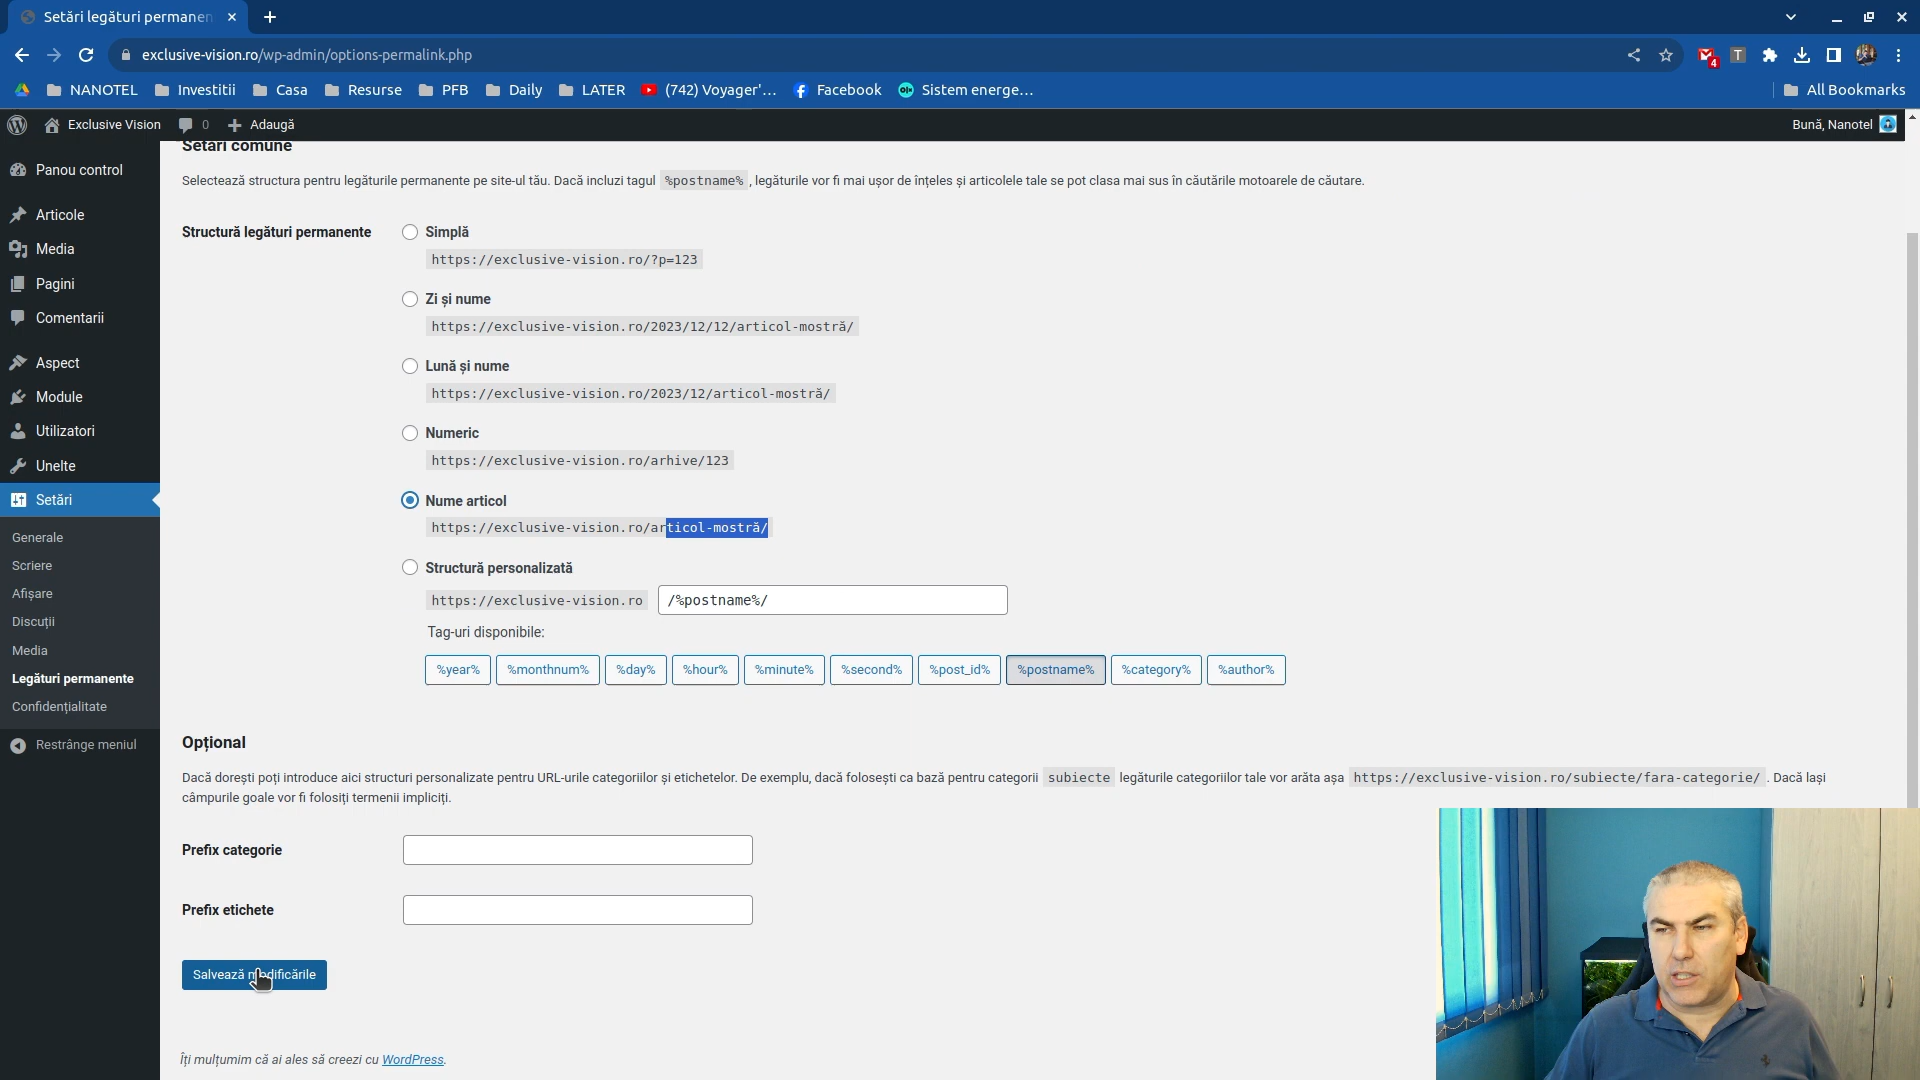 Setări legături permanen
exclusive-vision.ro/wp-admin/options-permalink.php
4
T
NANOTEL
Investitii
Casa
Resurse
PFB
Daily
LATER
(742) Voyager'...
Facebook
olx
Sistem energe...
All Bookmarks
Exclusive Vision
0
Adaugă
Bună, Nanotel
Panou control
Articole
Media
Pagini
Comentarii
Aspect
Module
Utilizatori
Unelte
Setări
Generale
Scriere
Afișare
Discuții
Media
Legături permanente
Confidențialitate
Restrânge meniul
Setări comune
Selectează structura pentru legăturile permanente pe site-ul tău. Dacă incluzi tagul %postname% , legăturile vor fi mai ușor de înțeles și articolele tale se pot clasa mai sus în căutările motoarele de căutare.
Structură legături permanente
Simplă
https://exclusive-vision.ro/?p=123
Zi și nume
https://exclusive-vision.ro/2023/12/12/articol-mostră/
Lună și nume
https://exclusive-vision.ro/2023/12/articol-mostră/
Numeric
https://exclusive-vision.ro/arhive/123
Nume articol
https://exclusive-vision.ro/articol-mostră/
Structură personalizată
https://exclusive-vision.ro /%postname%/
Tag-uri disponibile:
%year% %monthnum% %day% %hour% %minute% %second% %post_id% %postname% %category% %author%
Opțional
Dacă dorești poți introduce aici structuri personalizate pentru URL-urile categoriilor și etichetelor. De exemplu, dacă folosești ca bază pentru categorii subiecte legăturile categoriilor tale vor arăta așa https://exclusive-vision.ro/subiecte/fara-categorie/ . Dacă lași
câmpurile goale vor fi folosiți termenii impliciți.
Prefix categorie
Prefix etichete
Salvează modificările
Îți mulțumim că ai ales să creezi cu WordPress.